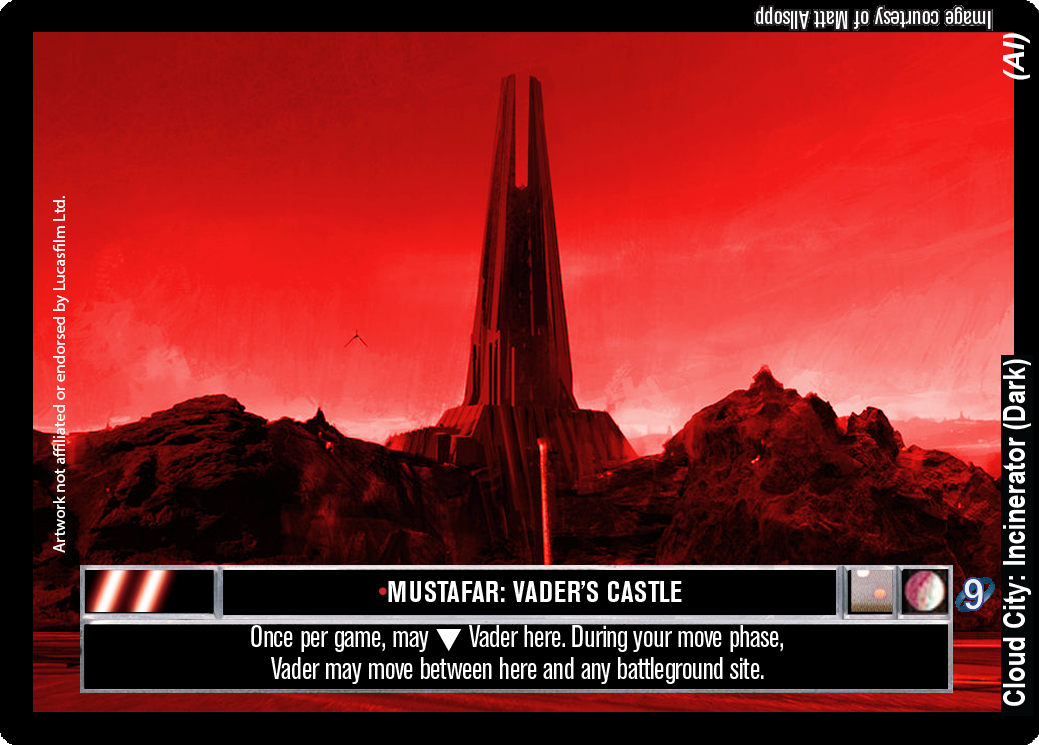 Image courtesy of Matt Allsopp
(AI)
Artwork not affiliated or endorsed by Lucasfilm Ltd.
Cloud City: Incinerator (Dark)
•MUSTAFAR: VADER'S CASTLE
9
Once per game, may ▼ Vader here. During your move phase,
Vader may move between here and any battleground site.